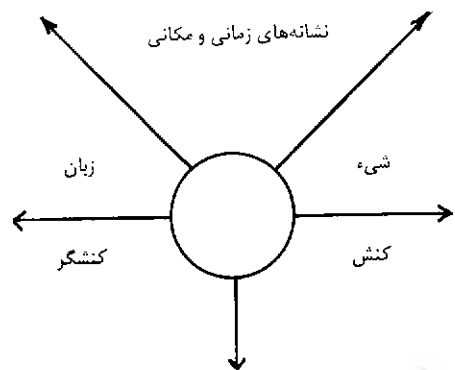 نشانه‌های زمانی و مکانی
شیء
زبان
کنش
کنشگر